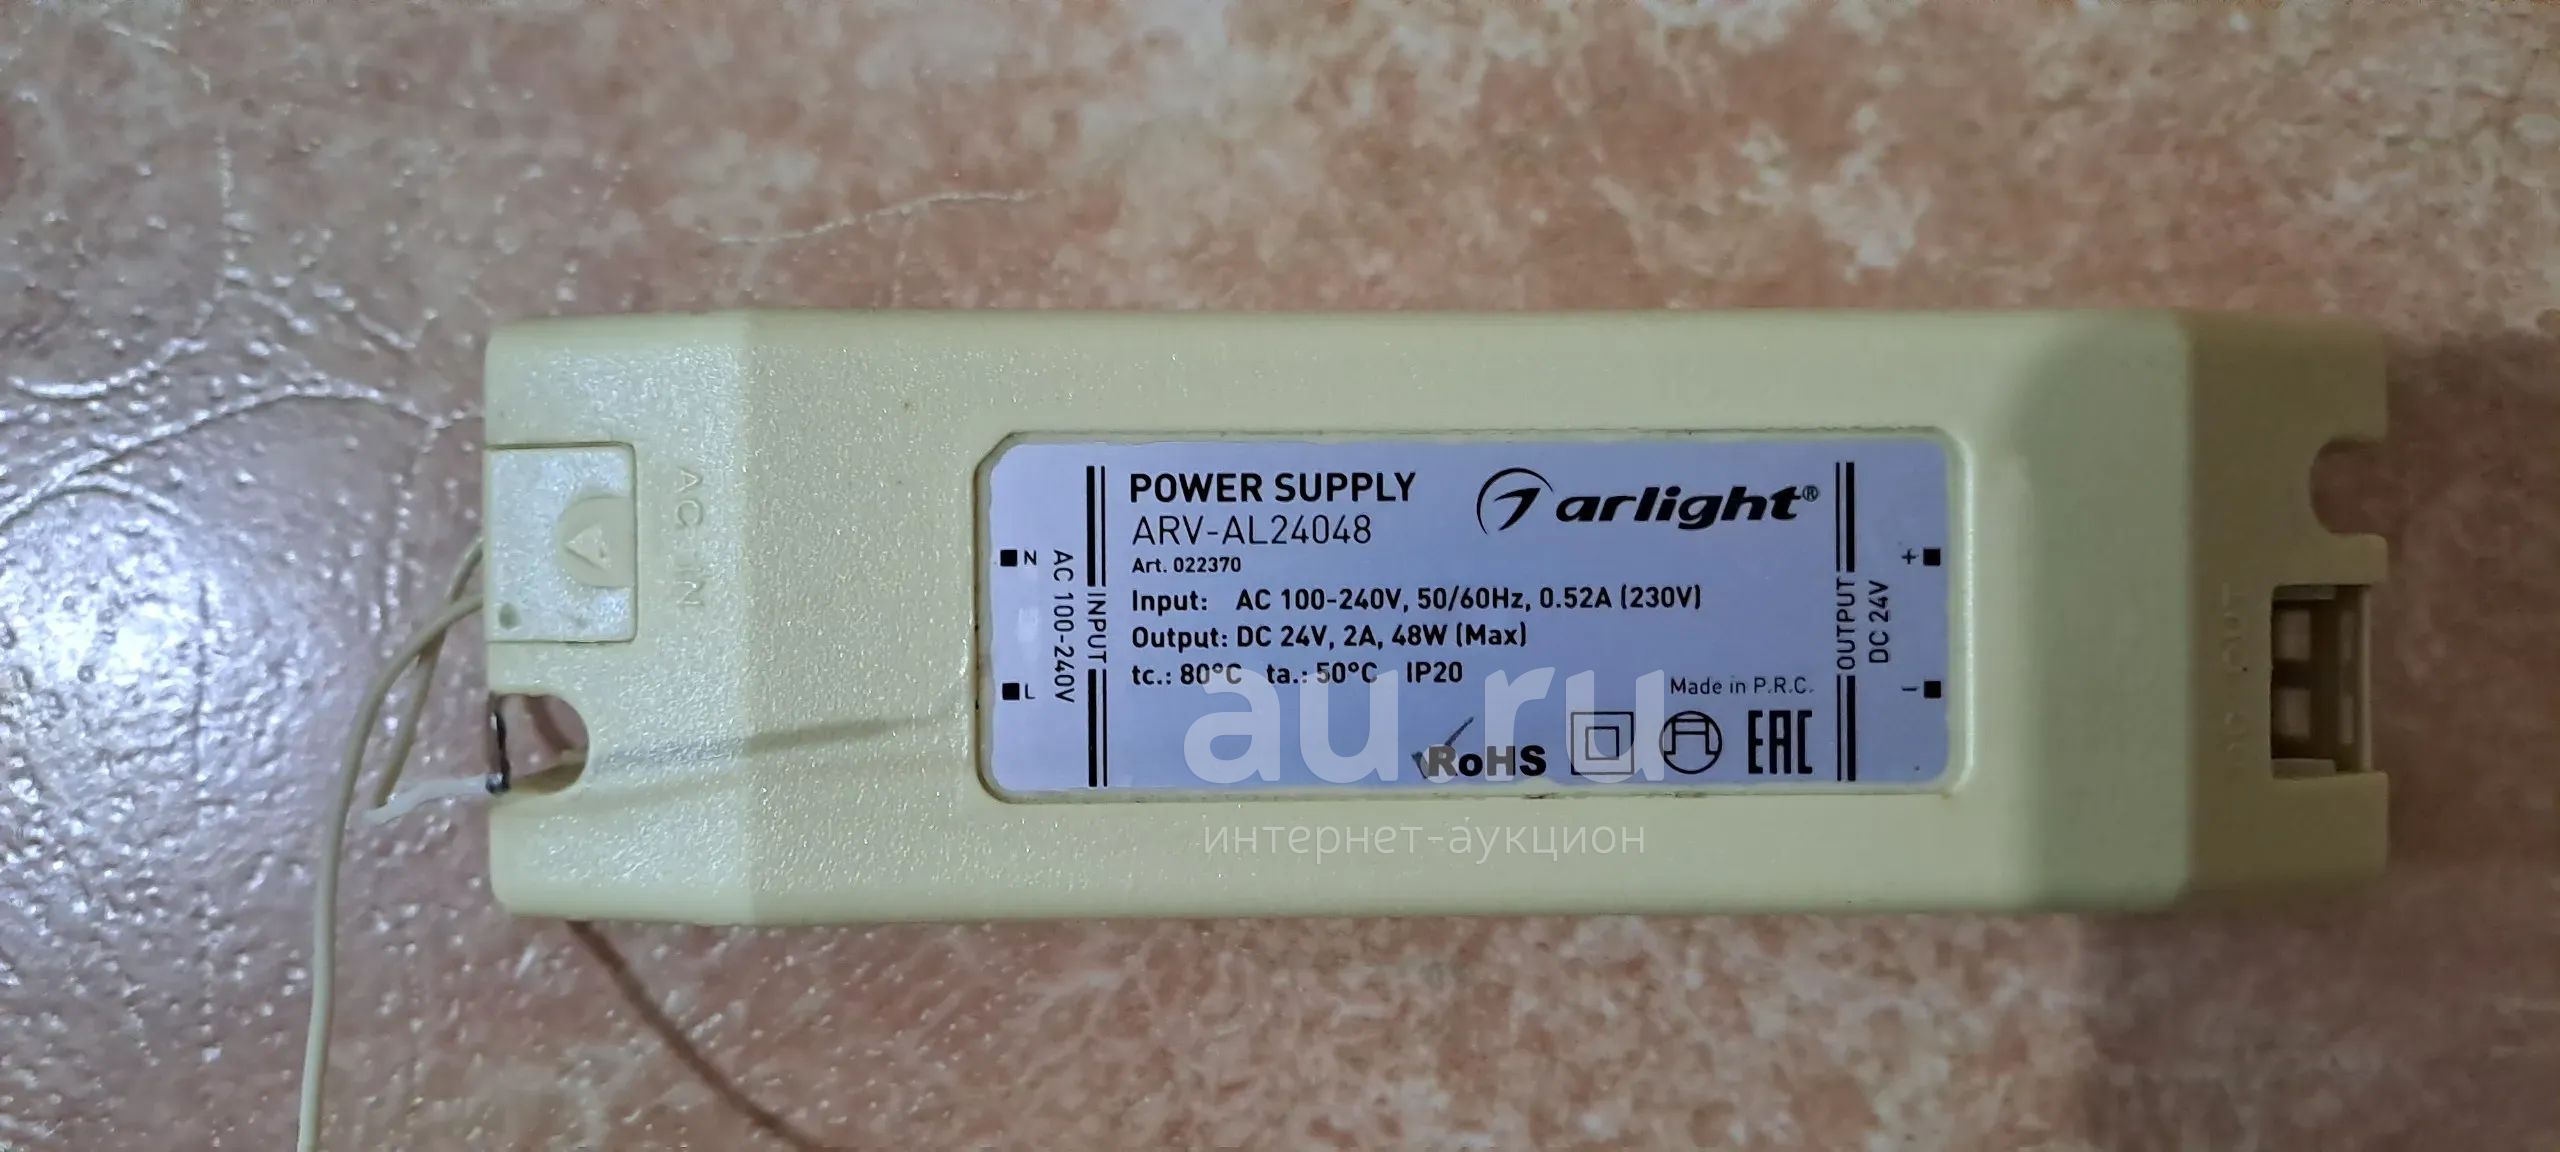 AC IN
N
L
AC 100-240V
INPUT
POWER SUPPLY
arlight®
ARV-AL24048
Art. 022370
Input: AC 100-240V, 50/60Hz, 0.52A (230V)
Output: DC 24V, 2A, 48W (Max)
tc.: 80°C ta.: 50°C IP20
Made in P.R.C.
RoHS
EAC
OUTPUT
DC 24V
+
−
DC OUT
au.ru
интернет-аукцион